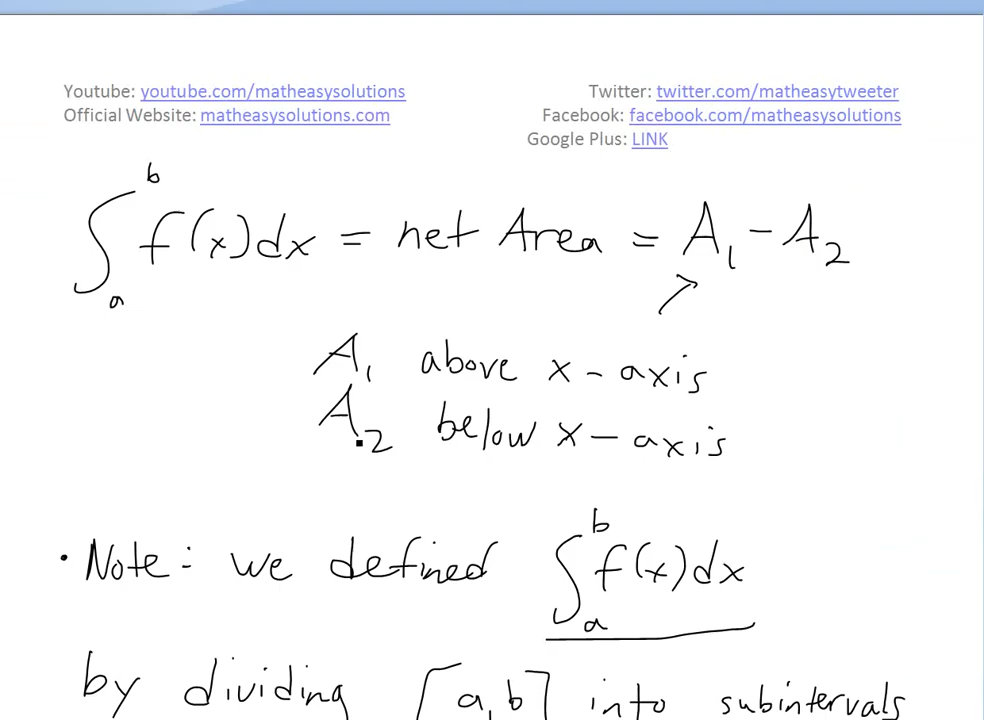 Youtube: youtube.com/matheasysolutions Twitter: twitter.com/matheasytweeter
Official Website: matheasysolutions.com Facebook: facebook.com/matheasysolutions
Google Plus: LINK
∫_a^b f(x)dx = net Area = A₁ - A₂
A₁ above x-axis
A₂ below x-axis
• Note: we defined ∫_a^b f(x)dx
by dividing [a,b] into subintervals